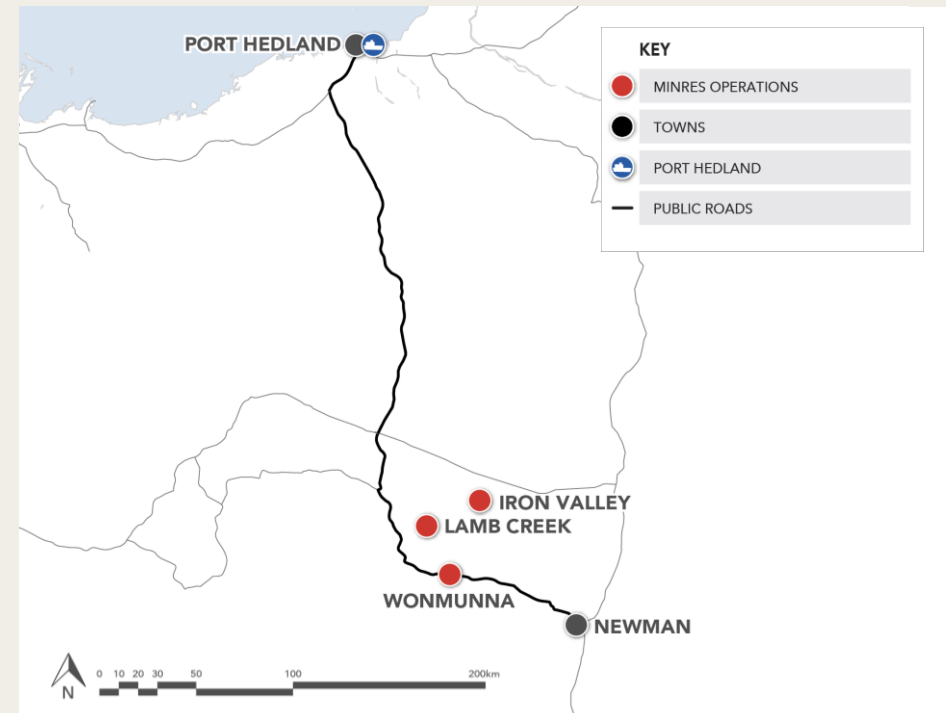 PORT HEDLAND
KEY
MINRES OPERATIONS
TOWNS
PORT HEDLAND
PUBLIC ROADS
IRON VALLEY
LAMB CREEK
WONMUNNA
NEWMAN
0 10 20 30 50 100 200km
N